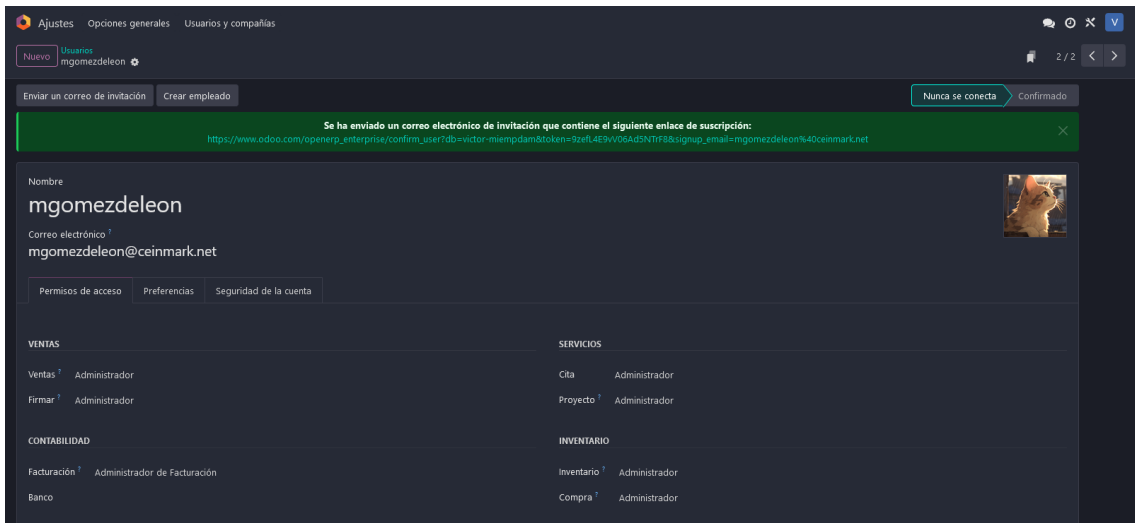 Ajustes Opciones generales Usuarios y compañías V
Nuevo Usuarios 2 / 2
mgomezdeleon
Enviar un correo de invitación Crear empleado Nunca se conecta Confirmado
Se ha enviado un correo electrónico de invitación que contiene el siguiente enlace de suscripción:
https://www.odoo.com/openerp_enterprise/confirm_user?db=victor-miempdam&token=9zefL4E9vV06Ad5NTrF8&signup_email=mgomezdeleon%40ceinmark.net
Nombre
mgomezdeleon
Correo electrónico ?
mgomezdeleon@ceinmark.net
Permisos de acceso Preferencias Seguridad de la cuenta
VENTAS SERVICIOS
Ventas ? Administrador Cita Administrador
Firmar ? Administrador Proyecto ? Administrador
CONTABILIDAD INVENTARIO
Facturación ? Administrador de Facturación Inventario ? Administrador
Banco Compra ? Administrador